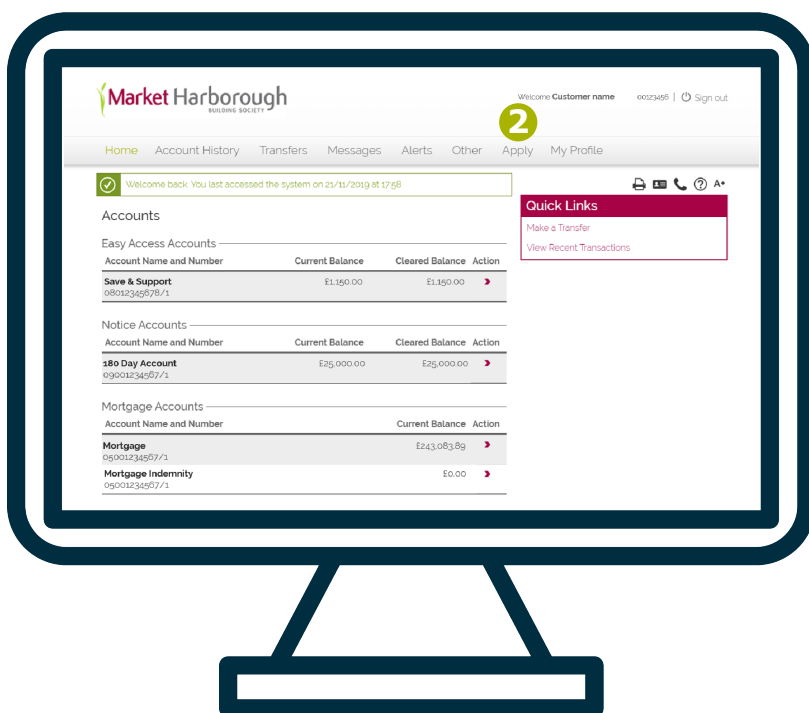 Market Harborough
BUILDING SOCIETY
Welcome Customer name 00123456 | Sign out
2
Home Account History Transfers Messages Alerts Other Apply My Profile
Welcome back. You last accessed the system on 21/11/2019 at 17:58
A+
Quick Links
Make a Transfer
View Recent Transactions
Accounts
Easy Access Accounts
Account Name and Number Current Balance Cleared Balance Action
Save & Support £1,150.00 £1,150.00
08012345678/1
Notice Accounts
Account Name and Number Current Balance Cleared Balance Action
180 Day Account £25,000.00 £25,000.00
09001234567/1
Mortgage Accounts
Account Name and Number Current Balance Action
Mortgage £243,083.89
05001234567/1
Mortgage Indemnity £0.00
05001234567/1